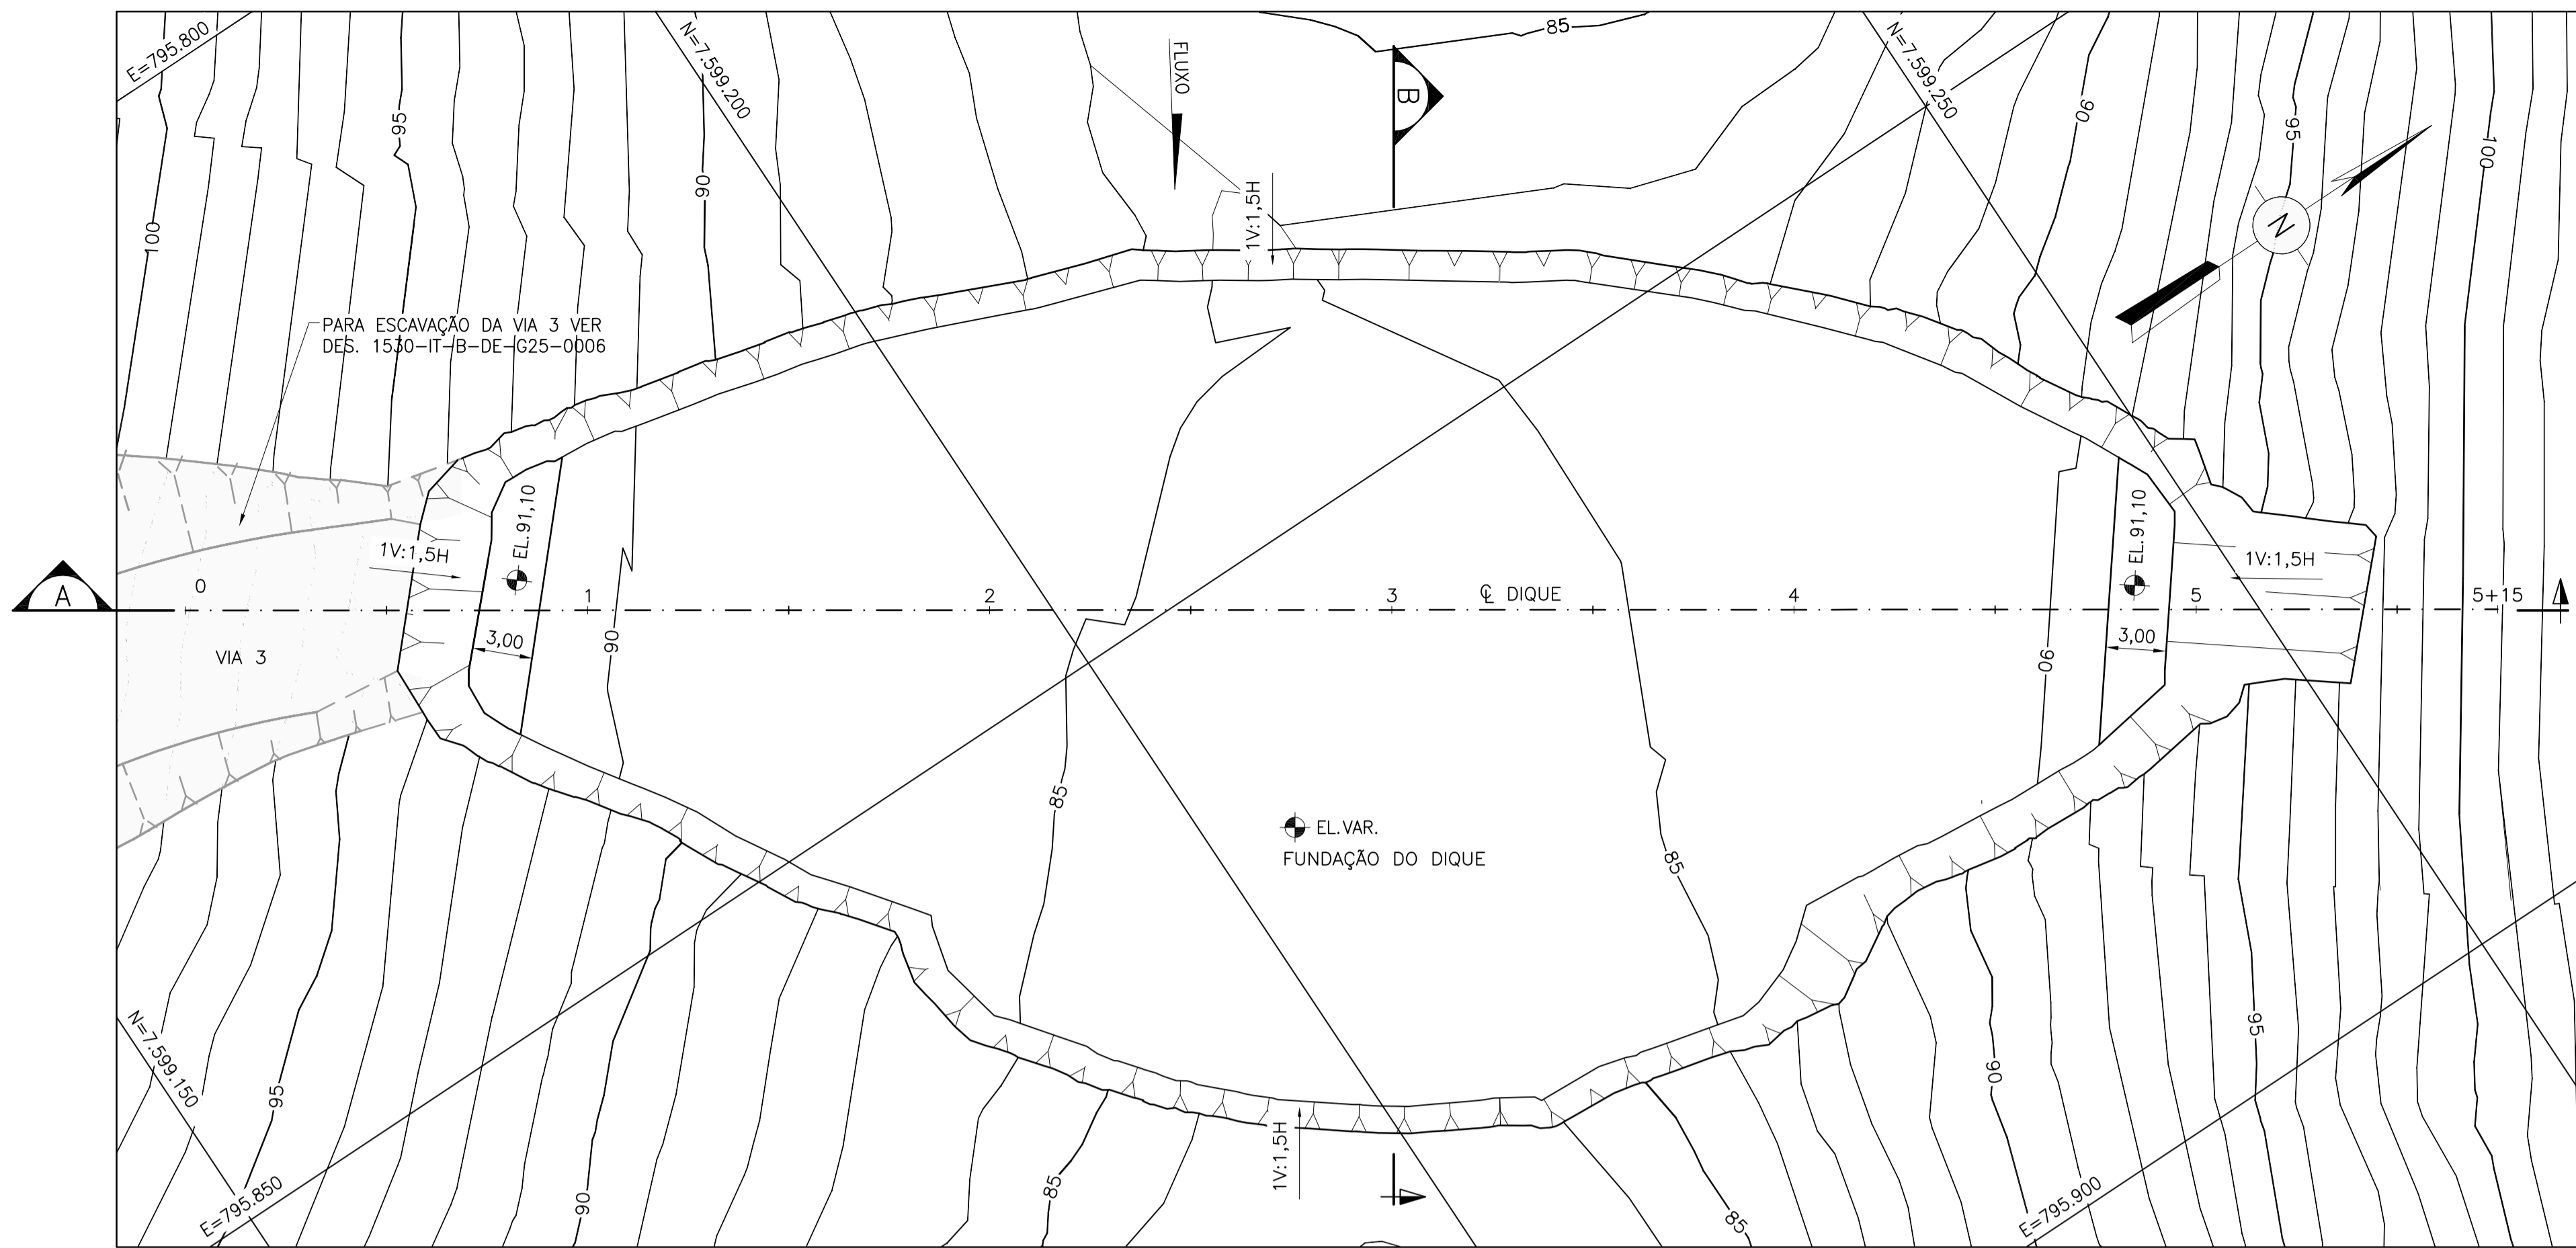 E=795.800
N=7.599.200
FLUXO
85
B
N=7.599.250
90
95
100
95
90
100
1V:1,5H
N
PARA ESCAVAÇÃO DA VIA 3 VER
DES. 1530-IT-B-DE-G25-0006
EL.91,10
EL.91,10
1V:1,5H
1V:1,5H
A
0
1
2
3
℄ DIQUE
4
5
5+15
VIA 3
3,00
90
90
3,00
85
EL.VAR.
FUNDAÇÃO DO DIQUE
85
N=7.599.150
95
E=795.850
90
85
1V:1,5H
85
90
95
E=795.900